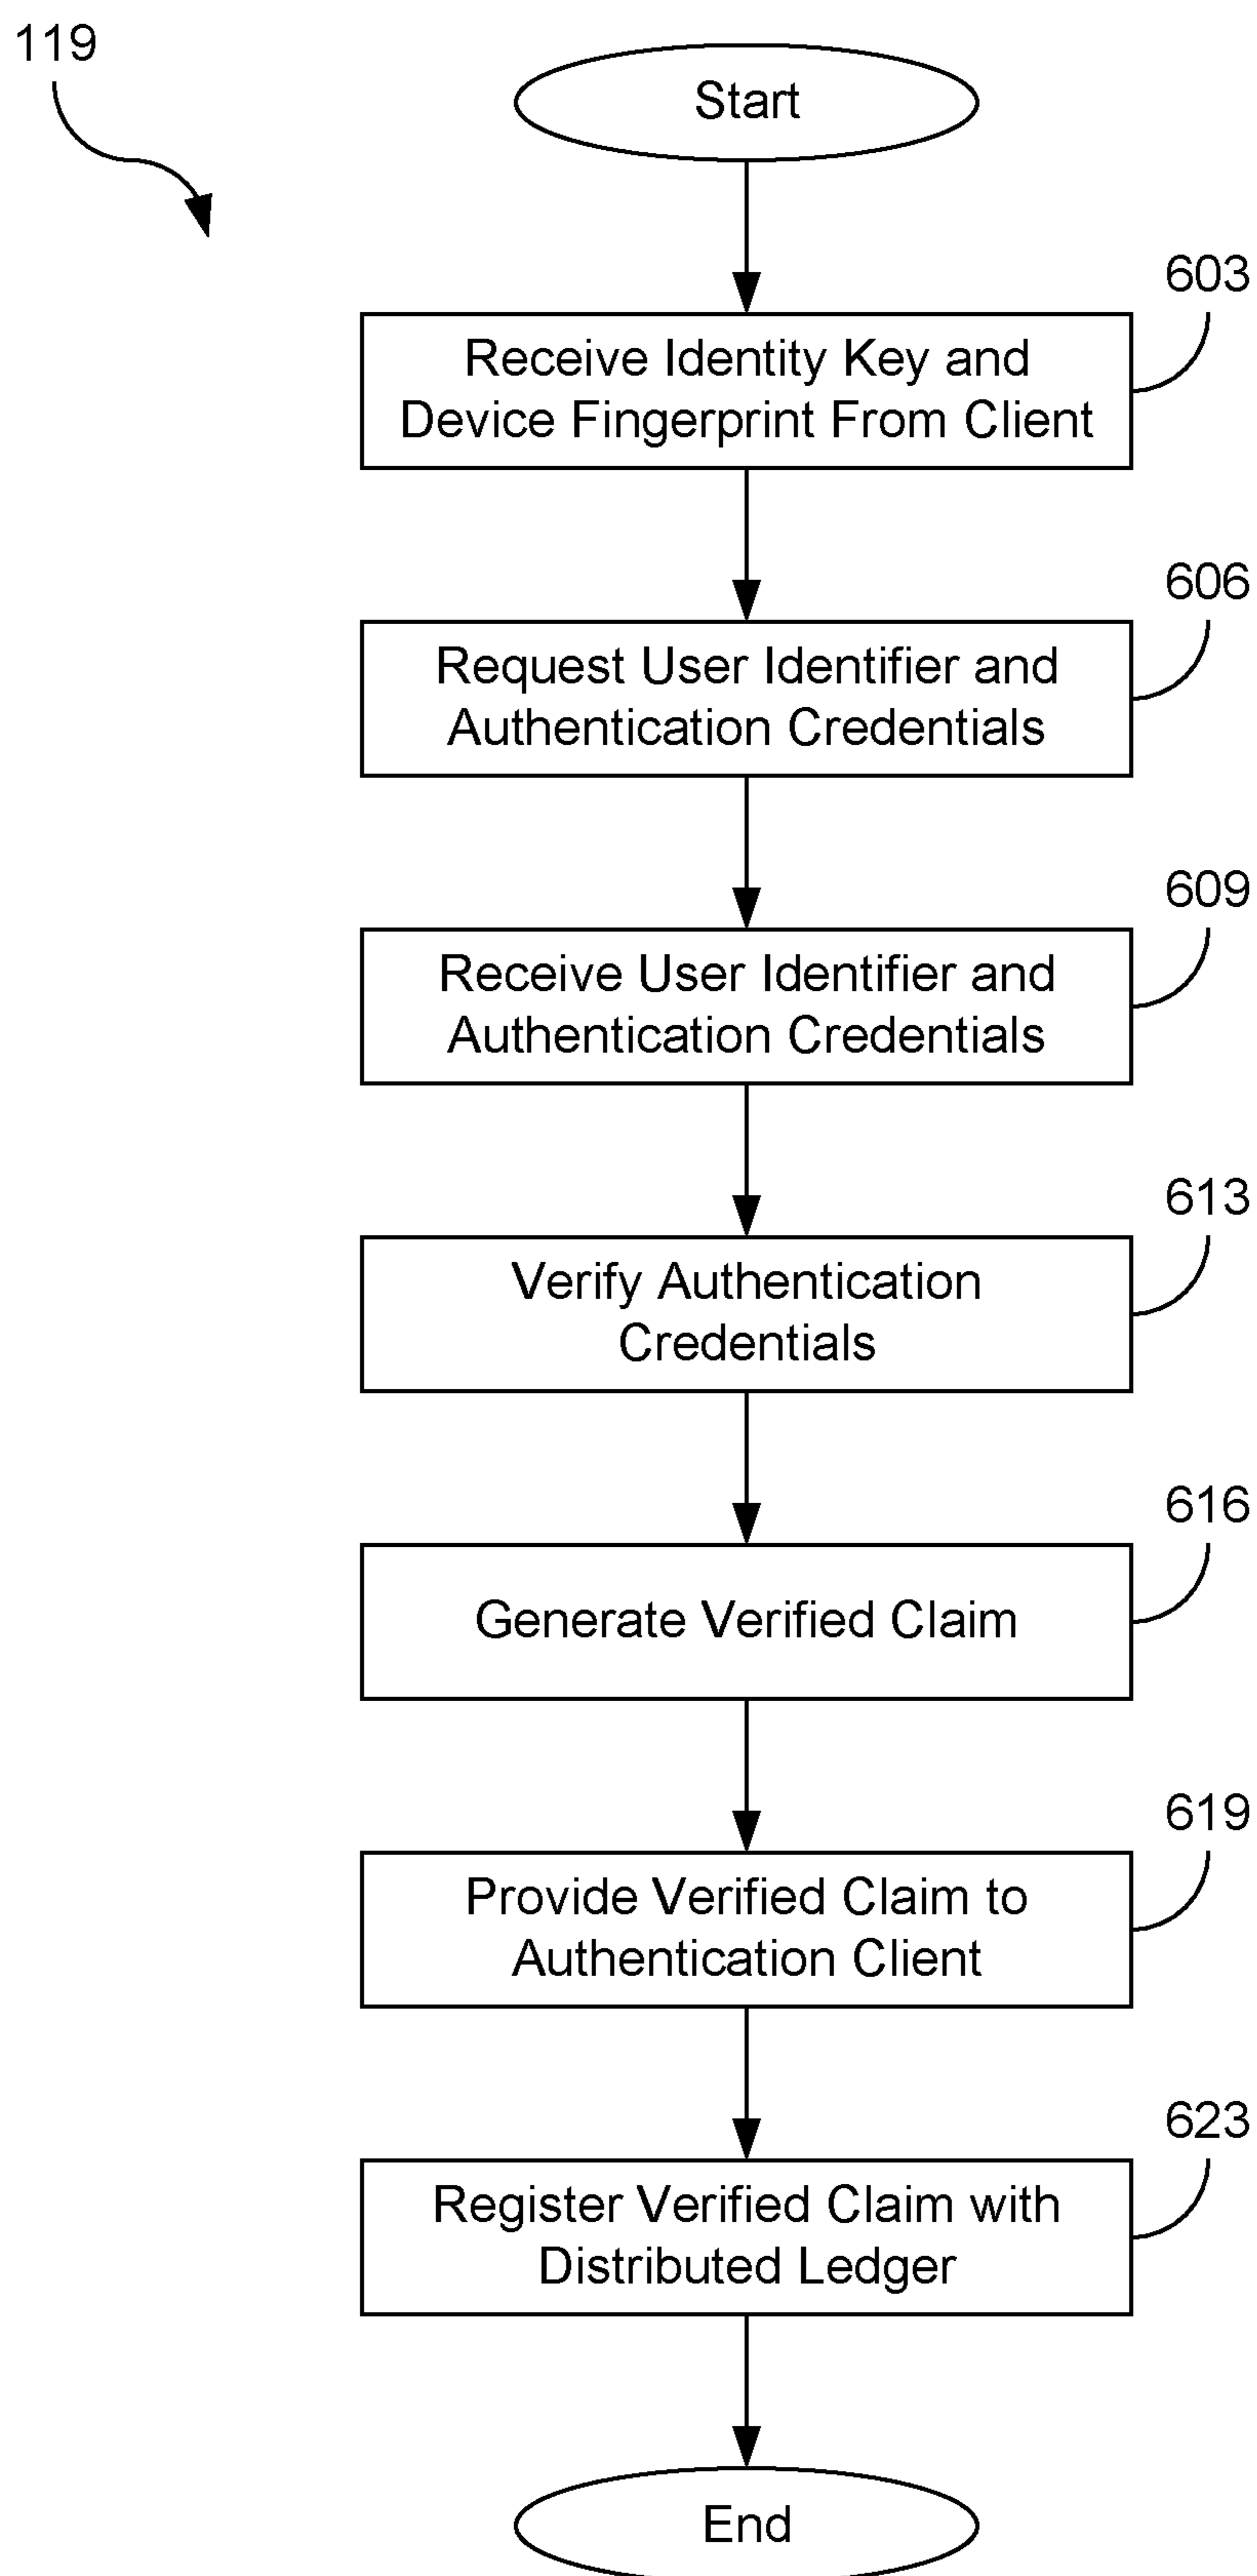 119
Start
603
Receive Identity Key and
Device Fingerprint From Client
606
Request User Identifier and
Authentication Credentials
609
Receive User Identifier and
Authentication Credentials
613
Verify Authentication
Credentials
616
Generate Verified Claim
619
Provide Verified Claim to
Authentication Client
623
Register Verified Claim with
Distributed Ledger
End